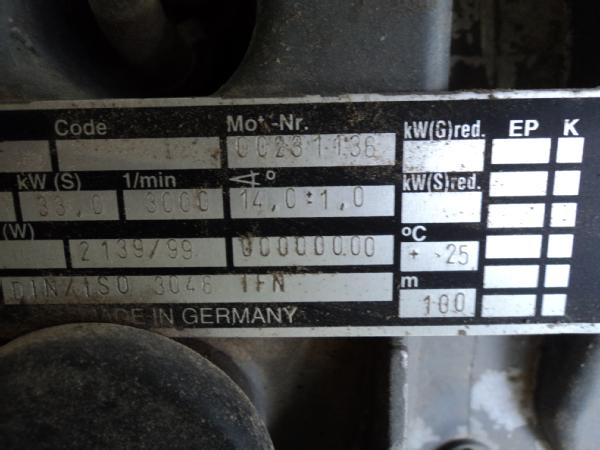 Code Mot.-Nr. kW(G)red. EP K
00231136
kW (S) 1/min ∢° kW(S)red.
33,0 3000 14,0±1,0
(W) °C
2139/99 00000000 + 25
DIN/ISO 3046 IFN m
100
MADE IN GERMANY